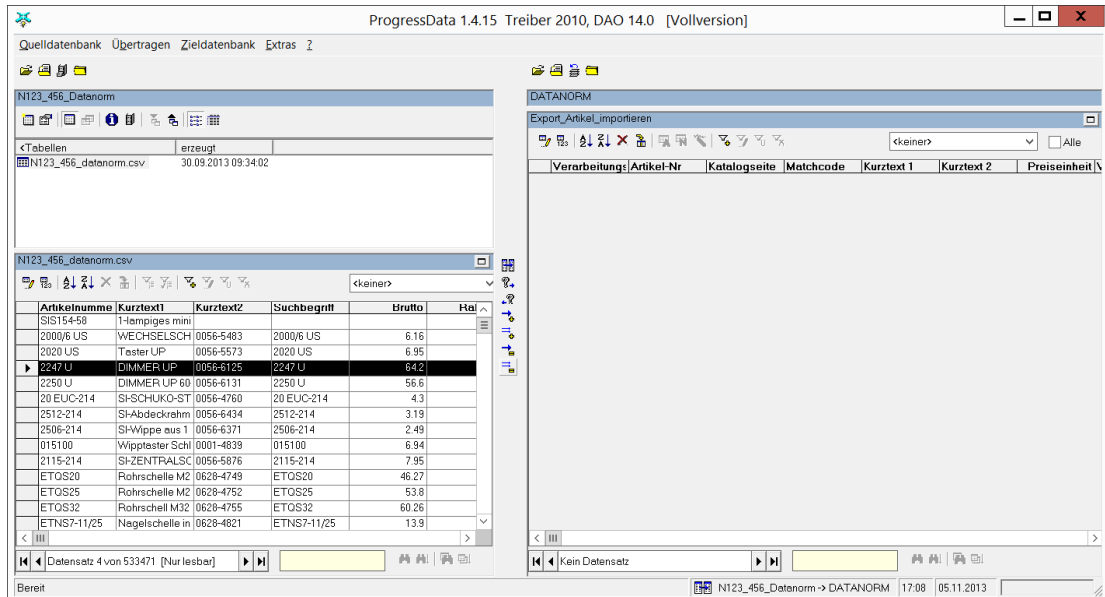 ProgressData 1.4.15 Treiber 2010, DAO 14.0 [Vollversion]
Quelldatenbank Übertragen Zieldatenbank Extras ?
N123_456_Datanorm
<Tabellen erzeugt
N123_456_datanorm.csv 30.09.2013 09:34:02
N123_456_datanorm.csv
<keiner>
Artikelnumme Kurztext1 Kurztext2 Suchbegriff Brutto Ral
SIS154-58 1-lampiges mini
2000/6 US WECHSELSCH 0056-5483 2000/6 US 6.16
2020 US Taster UP 0056-5573 2020 US 6.95
2247 U DIMMER UP 0056-6125 2247 U 64.2
2250 U DIMMER UP 60 0056-6131 2250 U 56.6
20 EUC-214 SI-SCHUKO-ST 0056-4760 20 EUC-214 4.3
2512-214 SI-Abdeckrahm 0056-6434 2512-214 3.19
2506-214 SI-Wippe aus 1 0056-6371 2506-214 2.49
015100 Wipptaster Schl 0001-4839 015100 6.94
2115-214 SI-ZENTRALSC 0056-5876 2115-214 7.95
ETQS20 Rohrschelle M2 0628-4749 ETQS20 46.27
ETQS25 Rohrschelle M2 0628-4752 ETQS25 53.8
ETQS32 Rohrschell M32 0628-4755 ETQS32 60.26
ETNS7-11/25 Nagelschelle in 0628-4821 ETNS7-11/25 13.9
Datensatz 4 von 533471 [Nur lesbar]
DATANORM
Export_Artikel_importieren
<keiner> Alle
Verarbeitungs Artikel-Nr Katalogseite Matchcode Kurztext 1 Kurztext 2 Preiseinheit V
Kein Datensatz
Bereit
N123_456_Datanorm -> DATANORM 17:08 05.11.2013